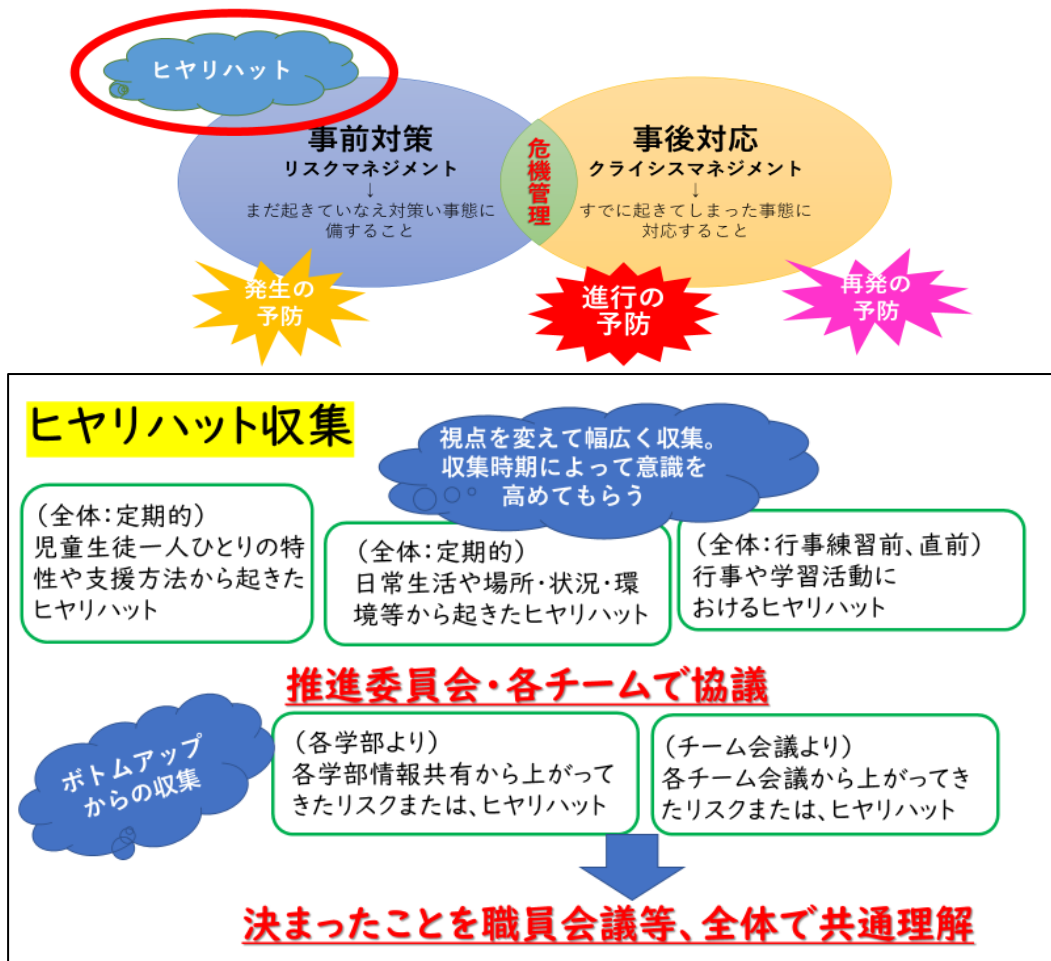 ヒヤリハット
事前対策
リスクマネジメント
↓
まだ起きていなえ対策い事態に
備すること
危機管理
事後対応
クライシスマネジメント
↓
すでに起きてしまった事態に
対応すること
発生の
予防
進行の
予防
再発の
予防
ヒヤリハット収集
視点を変えて幅広く収集。
収集時期によって意識を
高めてもらう
（全体：定期的）
児童生徒一人ひとりの特
性や支援方法から起きた
ヒヤリハット
（全体：定期的）
日常生活や場所・状況・環
境等から起きたヒヤリハット
（全体：行事練習前、直前）
行事や学習活動に
おけるヒヤリハット
推進委員会・各チームで協議
ボトムアップ
からの収集
（各学部より）
各学部情報共有から上がって
きたリスクまたは、ヒヤリハット
（チーム会議より）
各チーム会議から上がってき
たリスクまたは、ヒヤリハット
決まったことを職員会議等、全体で共通理解